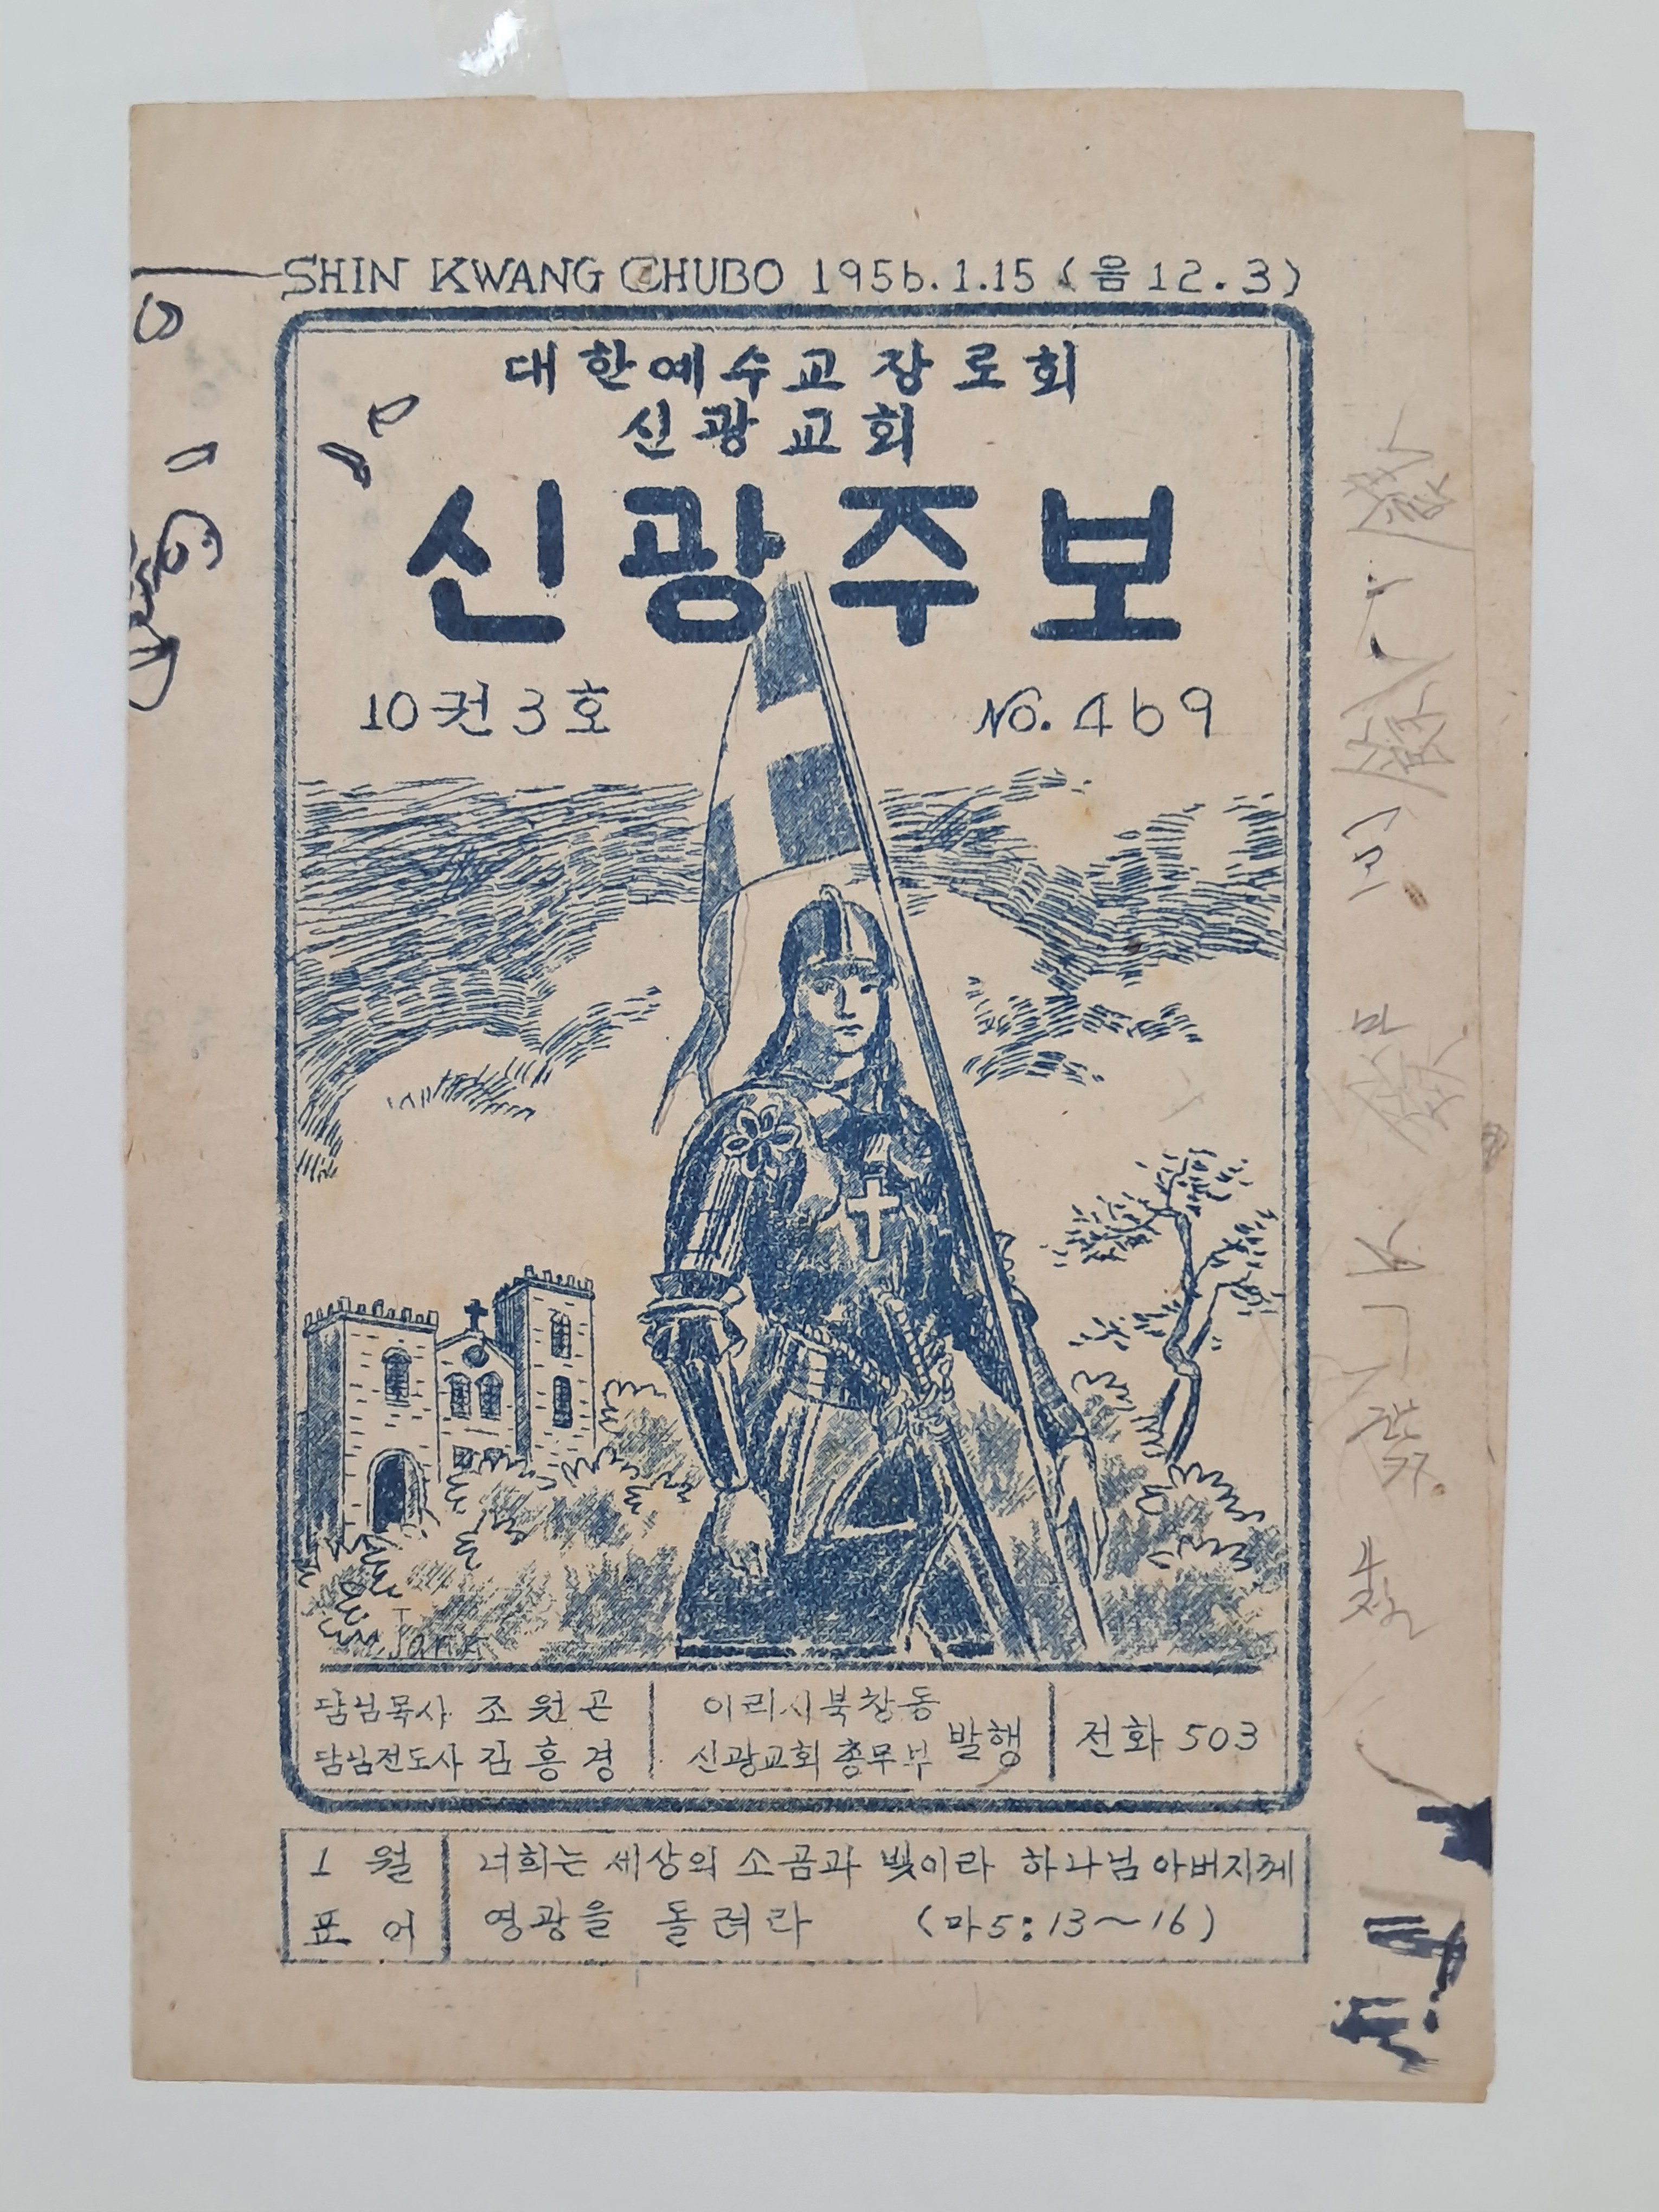 SHIN KWANG CHUBO 1956.1.15 (음 12.3)
대한예수교장로회
신광교회
신광주보
10권 3호
No. 469
담님목사 조원곤
담님전도사 김홍경
이리시북창동
신광교회 총무부 발행
전화 503
1월
표어
너희는 세상의 소곰과 빛이라 하나님 아버지께
영광을 돌려라 (마5:13~16)